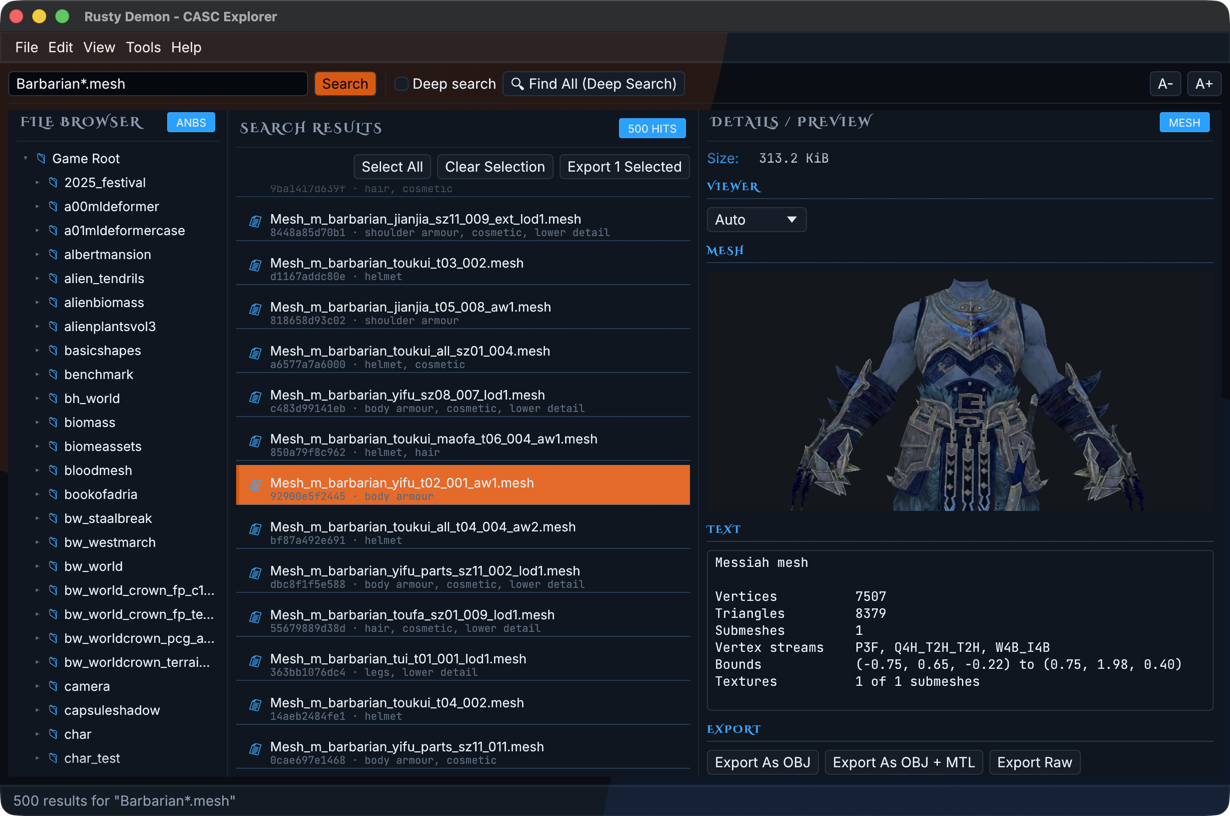 Rusty Demon - CASC Explorer
File Edit View Tools Help
Barbarian*.mesh
Search
Deep search
Find All (Deep Search)
A-
A+
FILE BROWSER
ANBS
Game Root
2025_festival
a00mldeformer
a01mldeformercase
albertmansion
alien_tendrils
alienbiomass
alienplantsvol3
basicshapes
benchmark
bh_world
biomass
biomeassets
bloodmesh
bookofadria
bw_staalbreak
bw_westmarch
bw_world
bw_world_crown_fp_c1...
bw_world_crown_fp_te...
bw_worldcrown_pcg_a...
bw_worldcrown_terrai...
camera
capsuleshadow
char
char_test
SEARCH RESULTS
500 HITS
Select All
Clear Selection
Export 1 Selected
9ba1417d639f · hair, cosmetic
Mesh_m_barbarian_jianjia_sz11_009_ext_lod1.mesh
8448a85d70b1 · shoulder armour, cosmetic, lower detail
Mesh_m_barbarian_toukui_t03_002.mesh
d1167addc80e · helmet
Mesh_m_barbarian_jianjia_t05_008_aw1.mesh
818658d93c02 · shoulder armour
Mesh_m_barbarian_toukui_all_sz01_004.mesh
a6577a7a6000 · helmet, cosmetic
Mesh_m_barbarian_yifu_sz08_007_lod1.mesh
c483d99141eb · body armour, cosmetic, lower detail
Mesh_m_barbarian_toukui_maofa_t06_004_aw1.mesh
850a79f8c962 · helmet, hair
Mesh_m_barbarian_yifu_t02_001_aw1.mesh
92900e5f2445 · body armour
Mesh_m_barbarian_toukui_all_t04_004_aw2.mesh
bf87a492e691 · helmet
Mesh_m_barbarian_yifu_parts_sz11_002_lod1.mesh
dbc8f1f5e588 · body armour, cosmetic, lower detail
Mesh_m_barbarian_toufa_sz01_009_lod1.mesh
55679889d38d · hair, cosmetic, lower detail
Mesh_m_barbarian_tui_t01_001_lod1.mesh
363bb1076dc4 · legs, lower detail
Mesh_m_barbarian_toukui_t04_002.mesh
14aeb2484fe1 · helmet
Mesh_m_barbarian_yifu_parts_sz11_011.mesh
0cae697e1468 · body armour, cosmetic
DETAILS / PREVIEW
MESH
Size: 313.2 KiB
VIEWER
Auto
MESH
TEXT
Messiah mesh
Vertices 7507
Triangles 8379
Submeshes 1
Vertex streams P3F, Q4H_T2H_T2H, W4B_I4B
Bounds (-0.75, 0.65, -0.22) to (0.75, 1.98, 0.40)
Textures 1 of 1 submeshes
EXPORT
Export As OBJ
Export As OBJ + MTL
Export Raw
500 results for "Barbarian*.mesh"